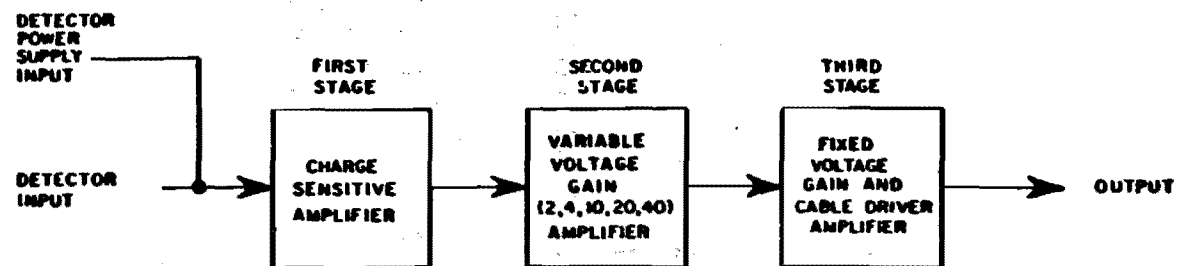 DETECTOR
POWER
SUPPLY
INPUT
FIRST
STAGE
SECOND
STAGE
THIRD
STAGE
DETECTOR
INPUT
CHARGE
SENSITIVE
AMPLIFIER
VARIABLE
VOLTAGE
GAIN
(2,4,10,20,40)
AMPLIFIER
FIXED
VOLTAGE
GAIN AND
CABLE DRIVER
AMPLIFIER
OUTPUT